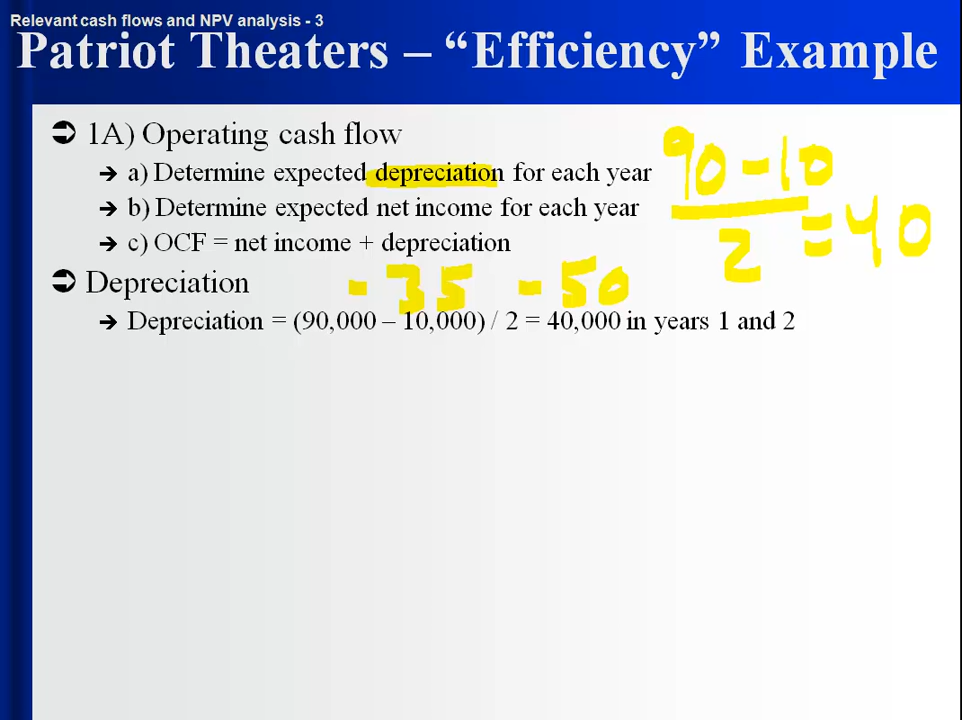 Relevant cash flows and NPV analysis - 3
Patriot Theaters – “Efficiency” Example
➲ 1A) Operating cash flow
➔ a) Determine expected depreciation for each year
➔ b) Determine expected net income for each year
➔ c) OCF = net income + depreciation
90 - 10
2
= 40
➲ Depreciation
- 35 - 50
➔ Depreciation = (90,000 – 10,000) / 2 = 40,000 in years 1 and 2